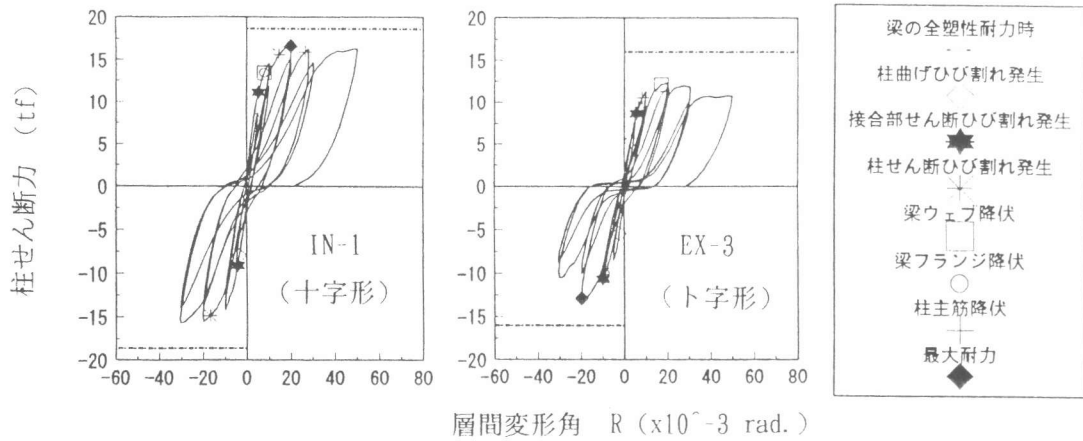 柱せん断力 (tf)
20
15
10
5
0
-5
-10
-15
-20
-60 -40 -20 0 20 40 60 80
IN-1
(十字形)
20
15
10
5
0
-5
-10
-15
-20
-60 -40 -20 0 20 40 60 80
EX-3
(ト字形)
層間変形角 R (x10^-3 rad.)
梁の全塑性耐力時
柱曲げひび割れ発生
接合部せん断ひび割れ発生
柱せん断ひび割れ発生
梁ウェブ降伏
梁フランジ降伏
柱主筋降伏
最大耐力